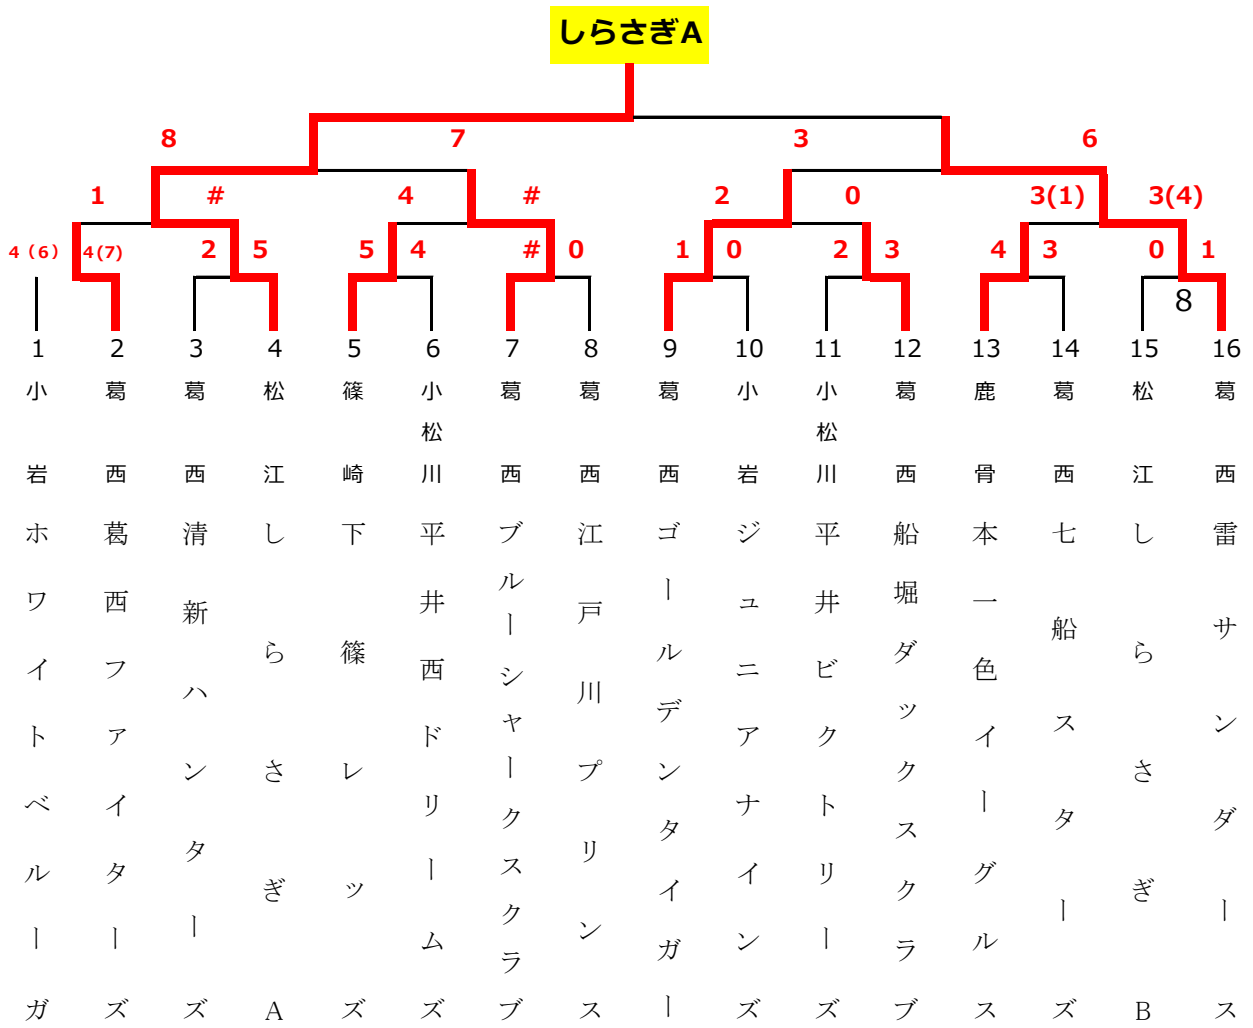 しらさぎA
8 7 3 6
1 # 4 # 2 0 3(1) 3(4)
4（6） 4(7) 2 5 5 4 # 0 1 0 2 3 4 3 0 1
8
1 2 3 4 5 6 7 8 9 10 11 12 13 14 15 16
小岩 ホワイトベルーガ
葛西 葛西ファイターズ
葛西 清新ハンターズ
松江 しらさぎA
篠崎 下篠レッズ
小松川 平井西ドリームズ
葛西 ブルーシャークスクラブ
葛西 江戸川プリンス
葛西 ゴールデンタイガー
小岩 ジュニアナインズ
小松川 平井ビクトリーズ
葛西 船堀ダックスクラブ
鹿骨 本一色イーグルス
葛西 七船スターズ
松江 しらさぎB
葛西 雷サンダース